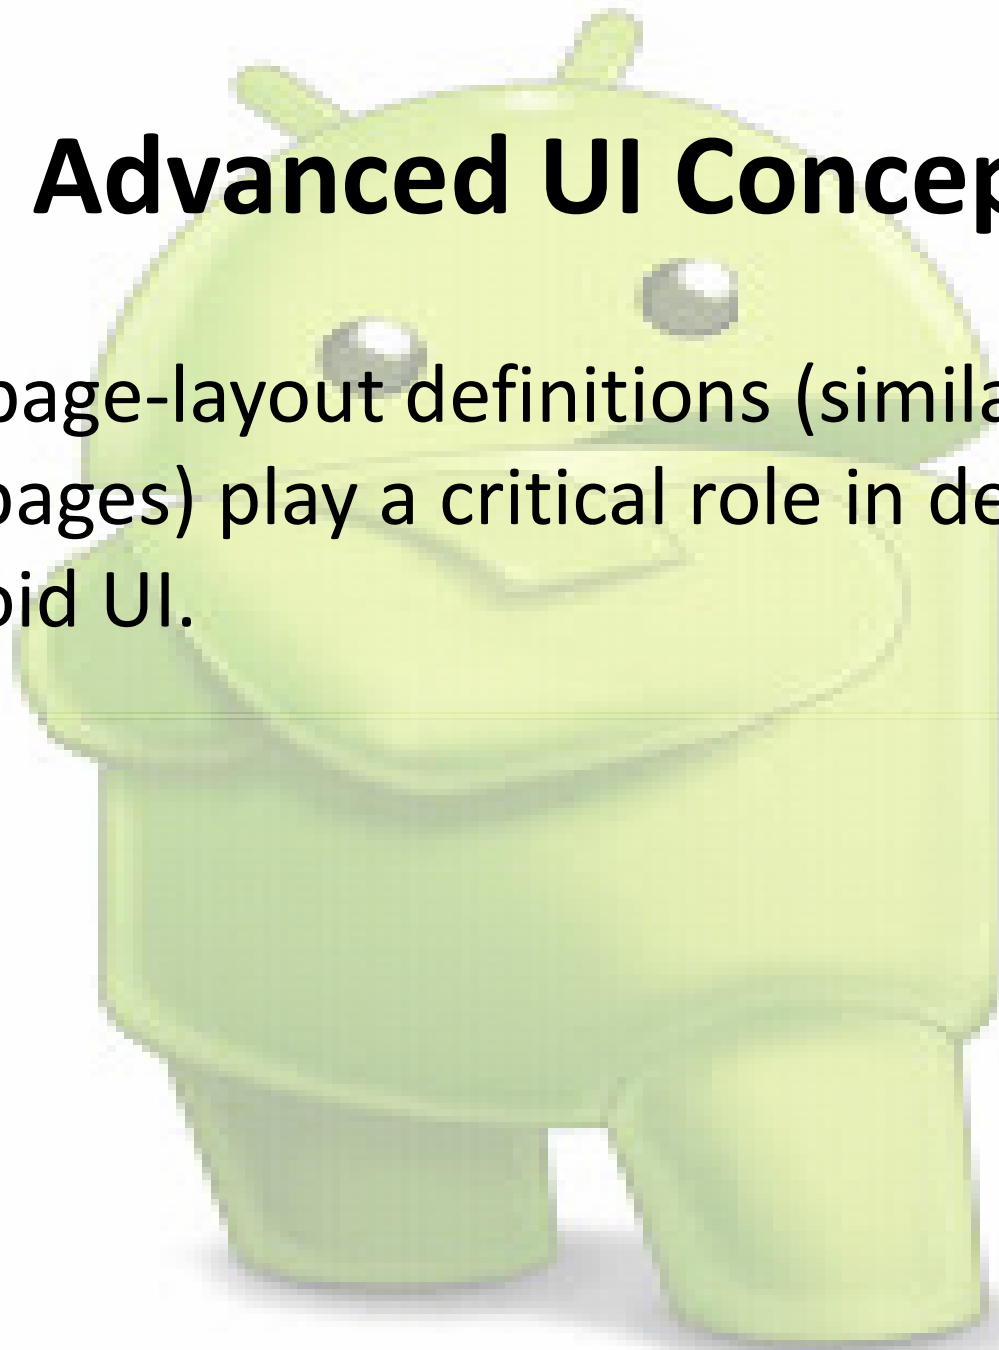 Advanced UI Concep
page-layout definitions (simila
pages) play a critical role in de
oid UI.